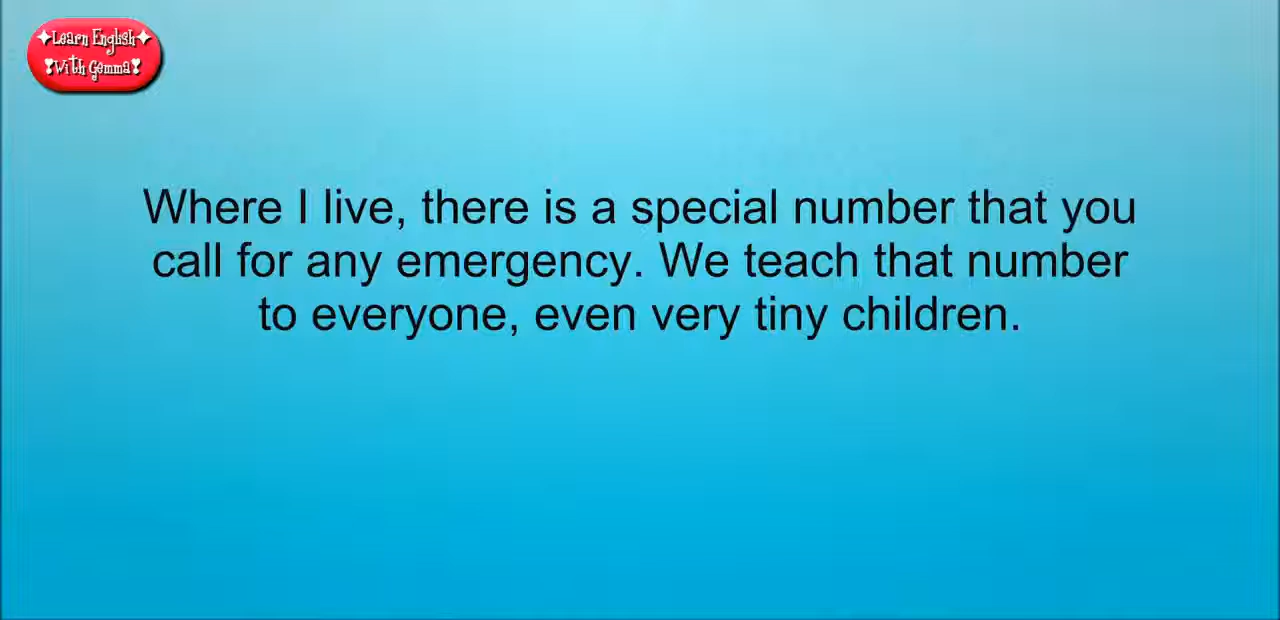 Learn English
With Gemma
Where I live, there is a special number that you
call for any emergency. We teach that number
to everyone, even very tiny children.